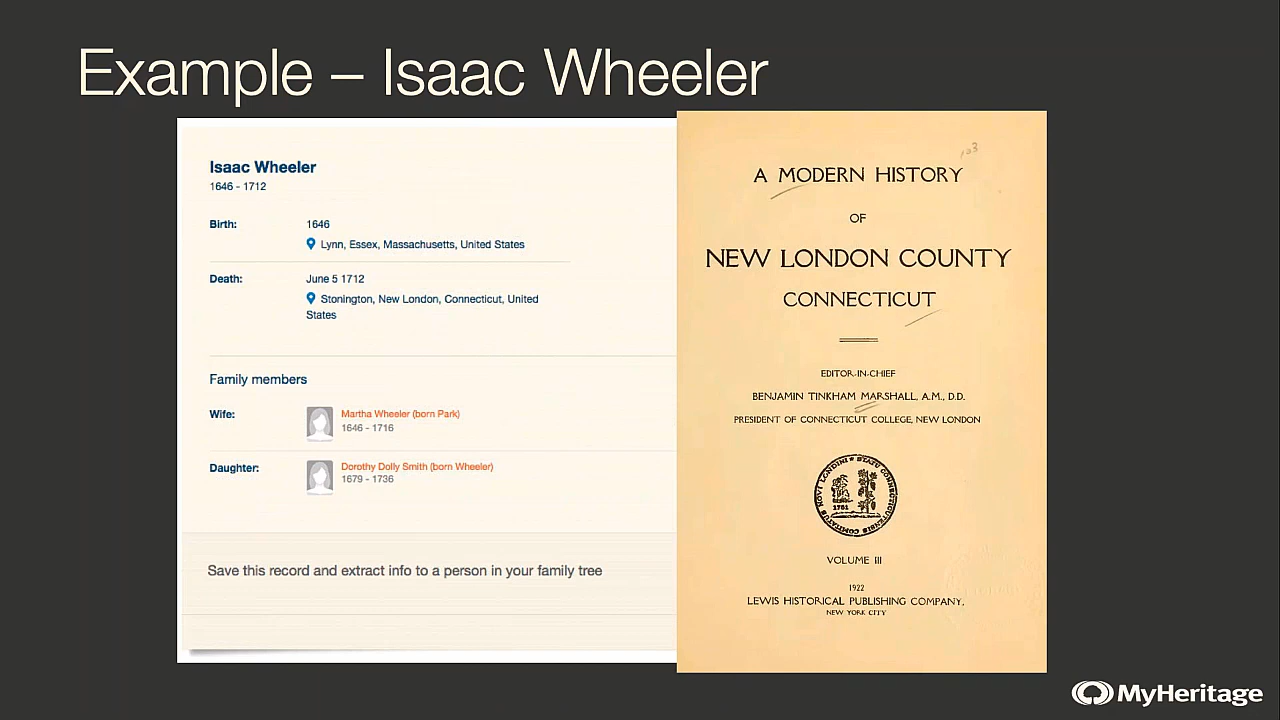 Example – Isaac Wheeler
Isaac Wheeler
1646 - 1712
Birth:
1646
Lynn, Essex, Massachusetts, United States
Death:
June 5 1712
Stonington, New London, Connecticut, United
States
Family members
Wife:
Martha Wheeler (born Park)
1646 - 1716
Daughter:
Dorothy Dolly Smith (born Wheeler)
1679 - 1736
Save this record and extract info to a person in your family tree
103
A MODERN HISTORY
OF
NEW LONDON COUNTY
CONNECTICUT
EDITOR-IN-CHIEF
BENJAMIN TINKHAM MARSHALL, A.M., D.D.
PRESIDENT OF CONNECTICUT COLLEGE, NEW LONDON
1781
VOLUME III
1922
LEWIS HISTORICAL PUBLISHING COMPANY,
NEW YORK CITY
MyHeritage